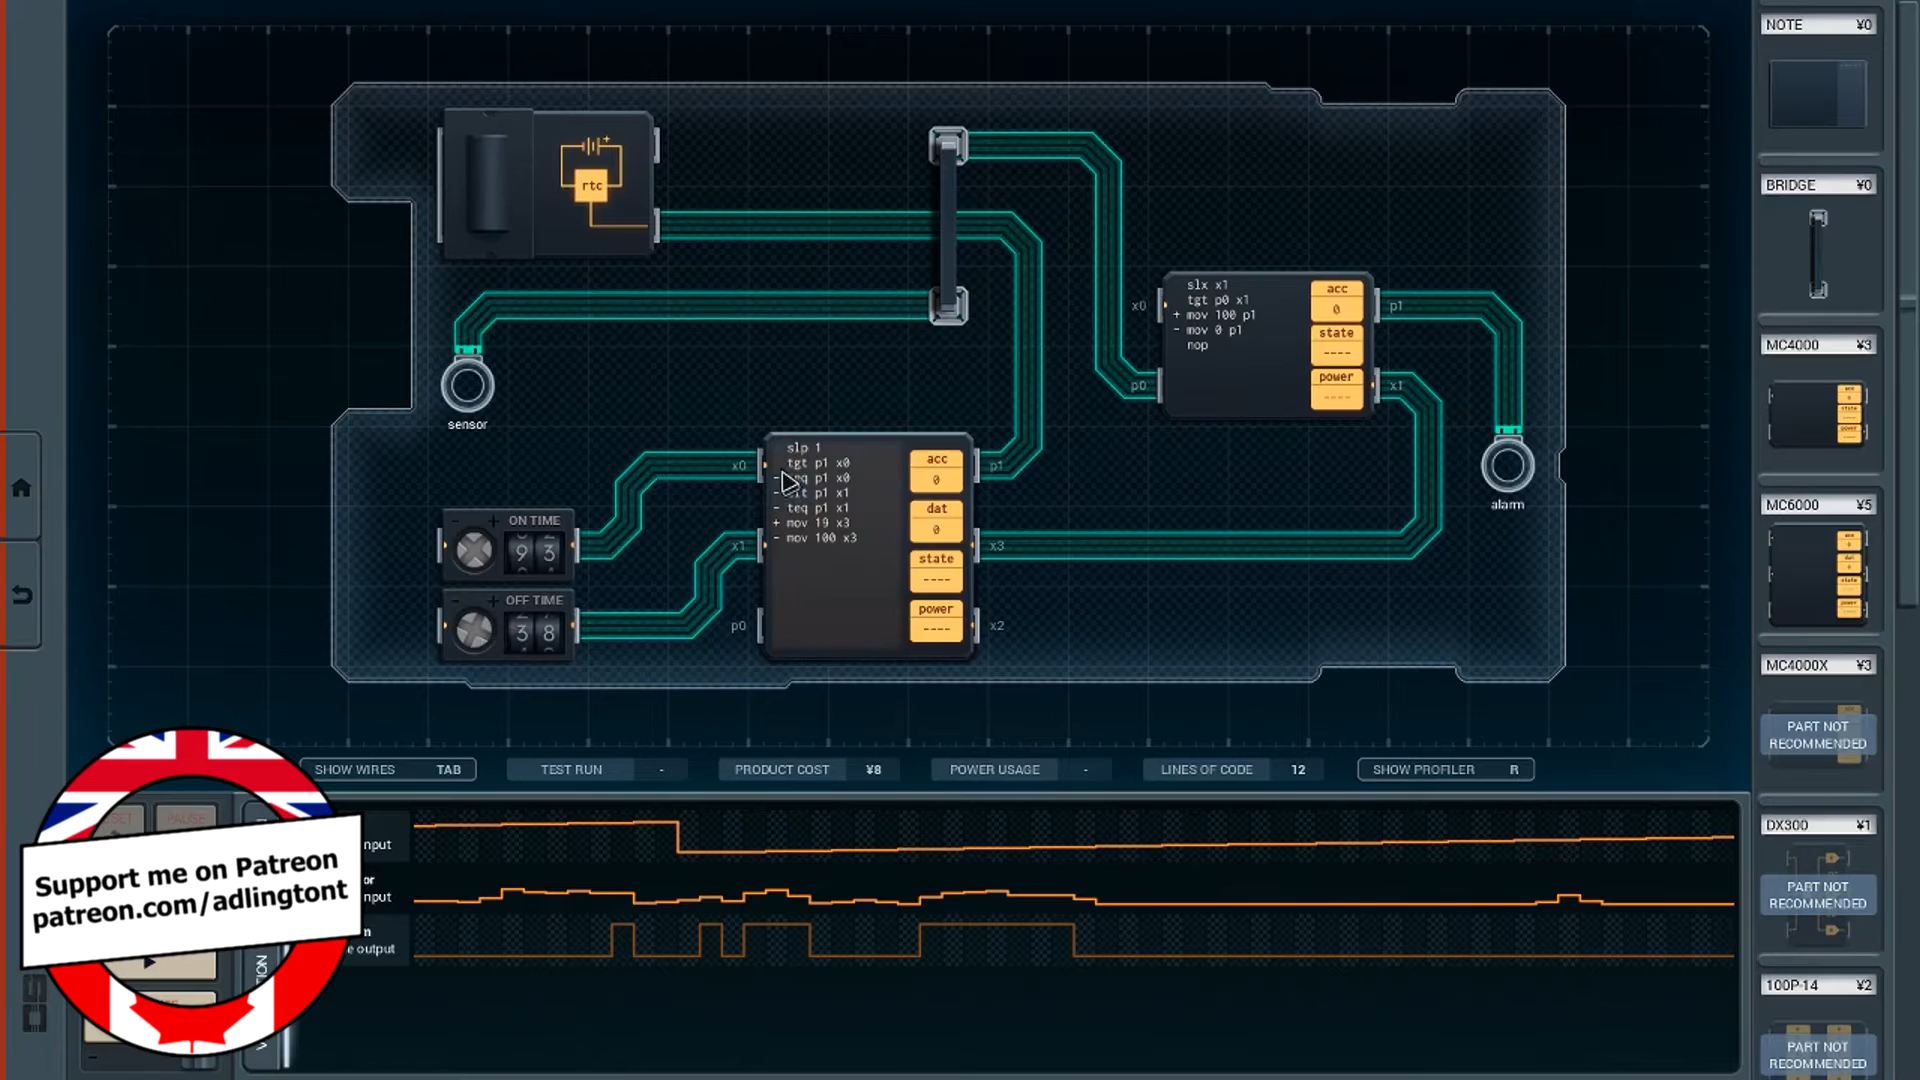 NOTE ¥0
BRIDGE ¥0
MC4000 ¥3
MC6000 ¥5
MC4000X ¥3
PART NOT
RECOMMENDED
DX300 ¥1
PART NOT
RECOMMENDED
100P-14 ¥2
PART NOT
RECOMMENDED
rtc
sensor
ON TIME
9 3
OFF TIME
3 8
x0
x1
p0
slp 1
tgt p1 x0
p1 x0
p1 x1
- teq p1 x1
+ mov 19 x3
- mov 100 x3
acc
0
dat
0
state
----
power
----
p1
x3
x2
x0
p0
slx x1
tgt p0 x1
+ mov 100 p1
- mov 0 p1
nop
acc
0
state
----
power
----
p1
x1
alarm
SHOW WIRES TAB
TEST RUN -
PRODUCT COST ¥8
POWER USAGE -
LINES OF CODE 12
SHOW PROFILER R
Support me on Patreon
patreon.com/adlingtont